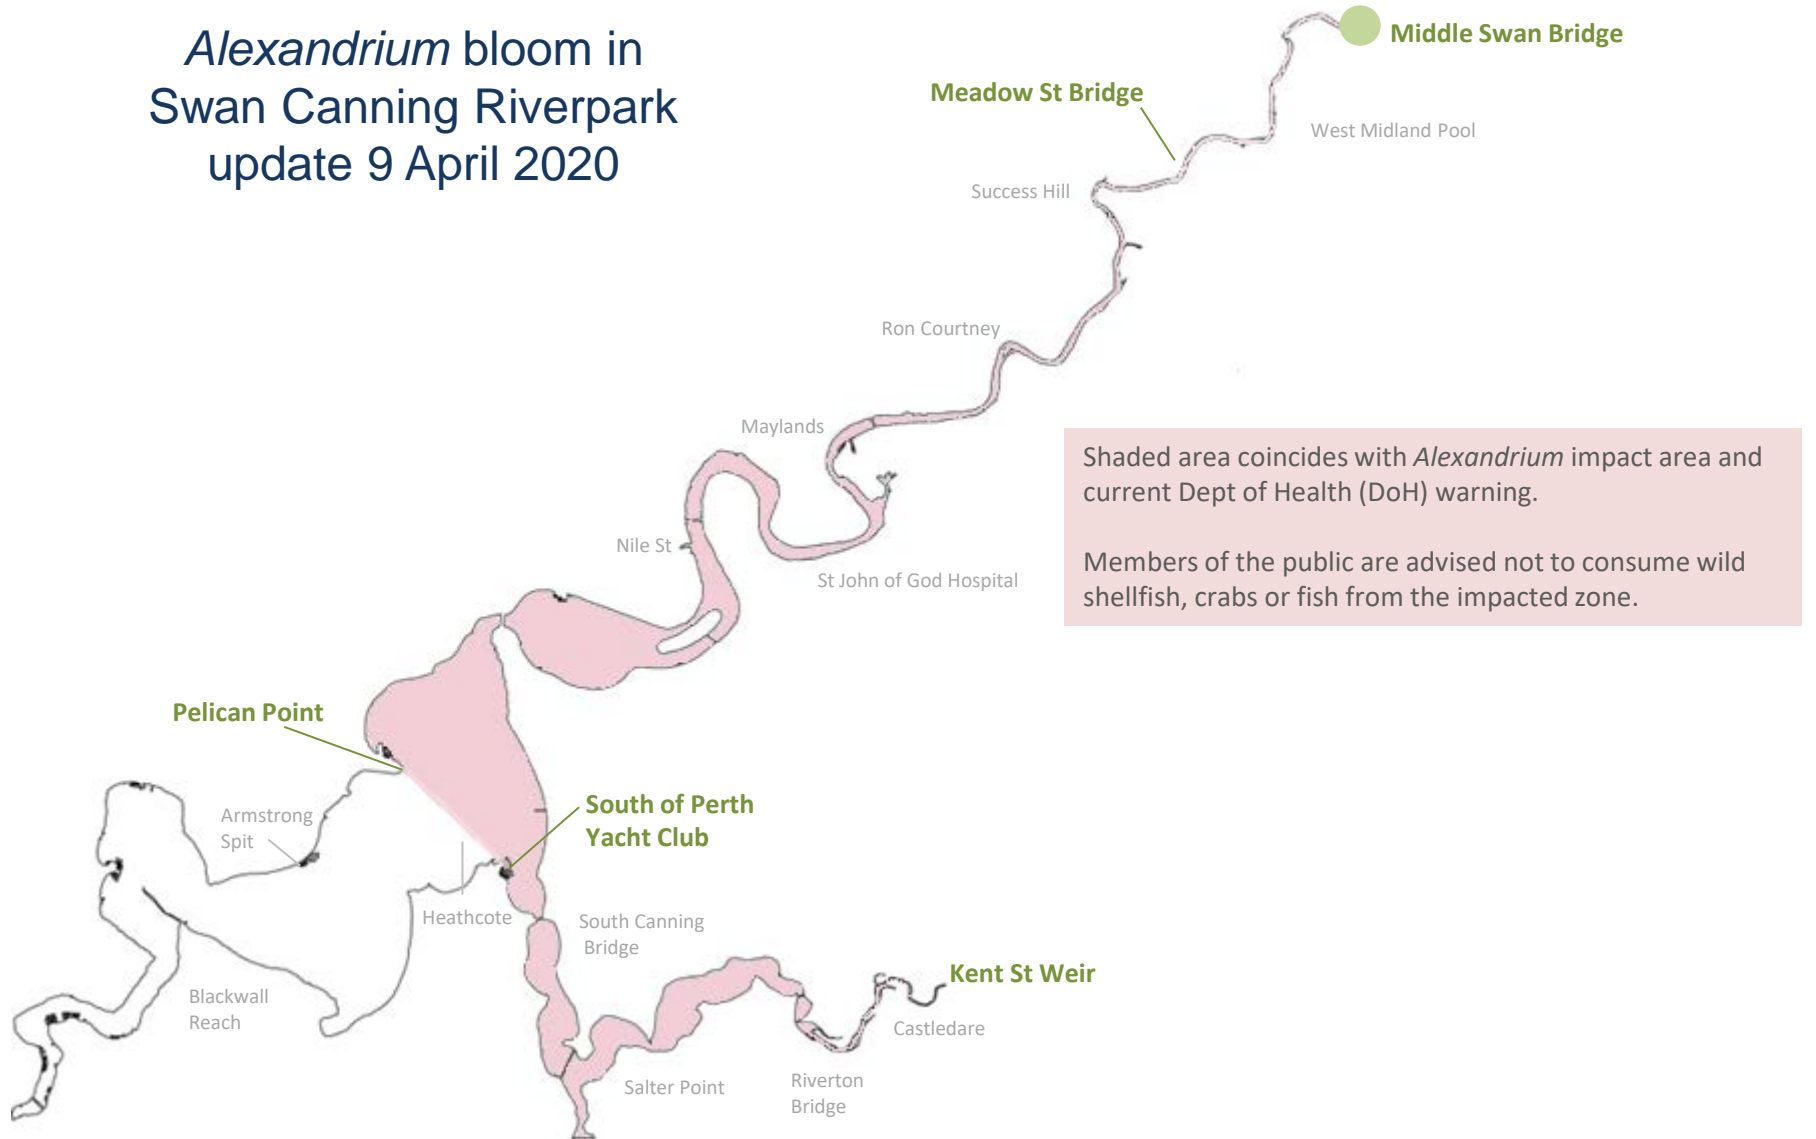 Alexandrium bloom in
Swan Canning Riverpark
update 9 April 2020
Middle Swan Bridge
Meadow St Bridge
West Midland Pool
Success Hill
Ron Courtney
Maylands
Shaded area coincides with Alexandrium impact area and
current Dept of Health (DoH) warning.
Members of the public are advised not to consume wild
shellfish, crabs or fish from the impacted zone.
Nile St
St John of God Hospital
Pelican Point
South of Perth
Yacht Club
Armstrong
Spit
Heathcote
South Canning
Bridge
Kent St Weir
Blackwall
Reach
Castledare
Salter Point
Riverton
Bridge